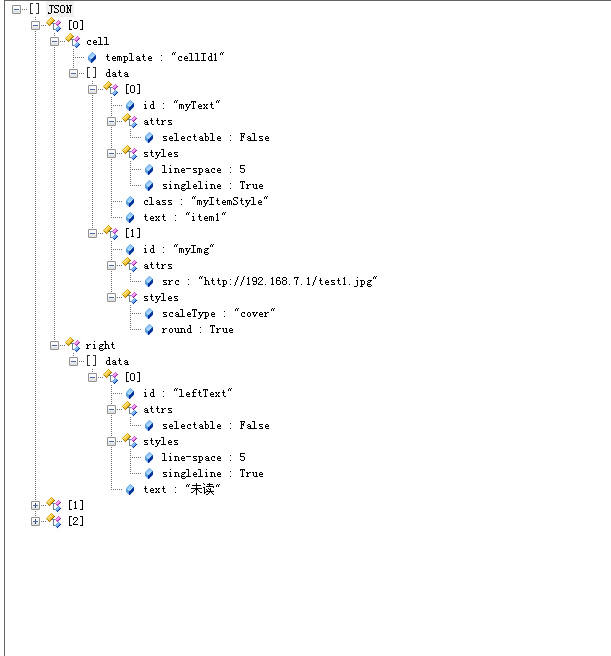 [] JSON
[0]
cell
template : "cellId1"
[] data
[0]
id : "myText"
attrs
selectable : False
styles
line-space : 5
singleline : True
class : "myItemStyle"
text : "item1"
[1]
id : "myImg"
attrs
src : "http://192.168.7.1/test1.jpg"
styles
scaleType : "cover"
round : True
right
[] data
[0]
id : "leftText"
attrs
selectable : False
styles
line-space : 5
singleline : True
text : "未读"
[1]
[2]